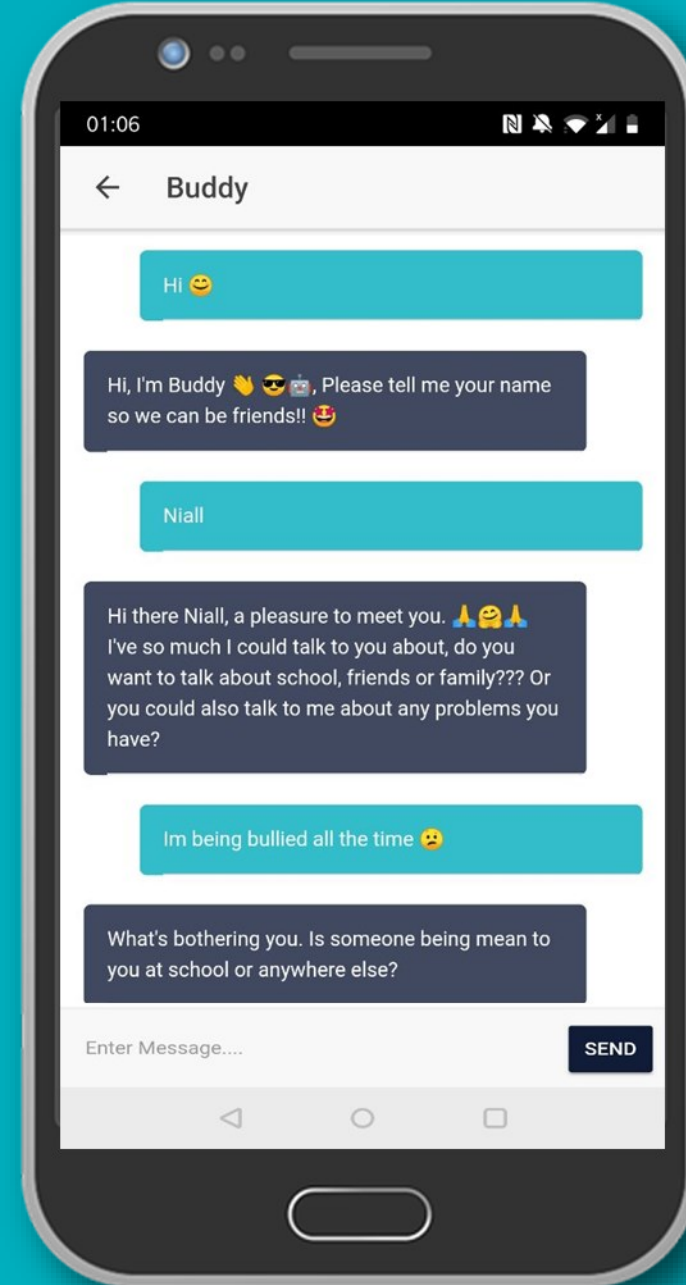 01:06
Buddy
Hi 😊
Hi, I'm Buddy 👋 😎🤖, Please tell me your name
so we can be friends!! 🤩
Niall
Hi there Niall, a pleasure to meet you. 🙏🤗🙏
I've so much I could talk to you about, do you
want to talk about school, friends or family??? Or
you could also talk to me about any problems you
have?
Im being bullied all the time 😕
What's bothering you. Is someone being mean to
you at school or anywhere else?
Enter Message....
SEND